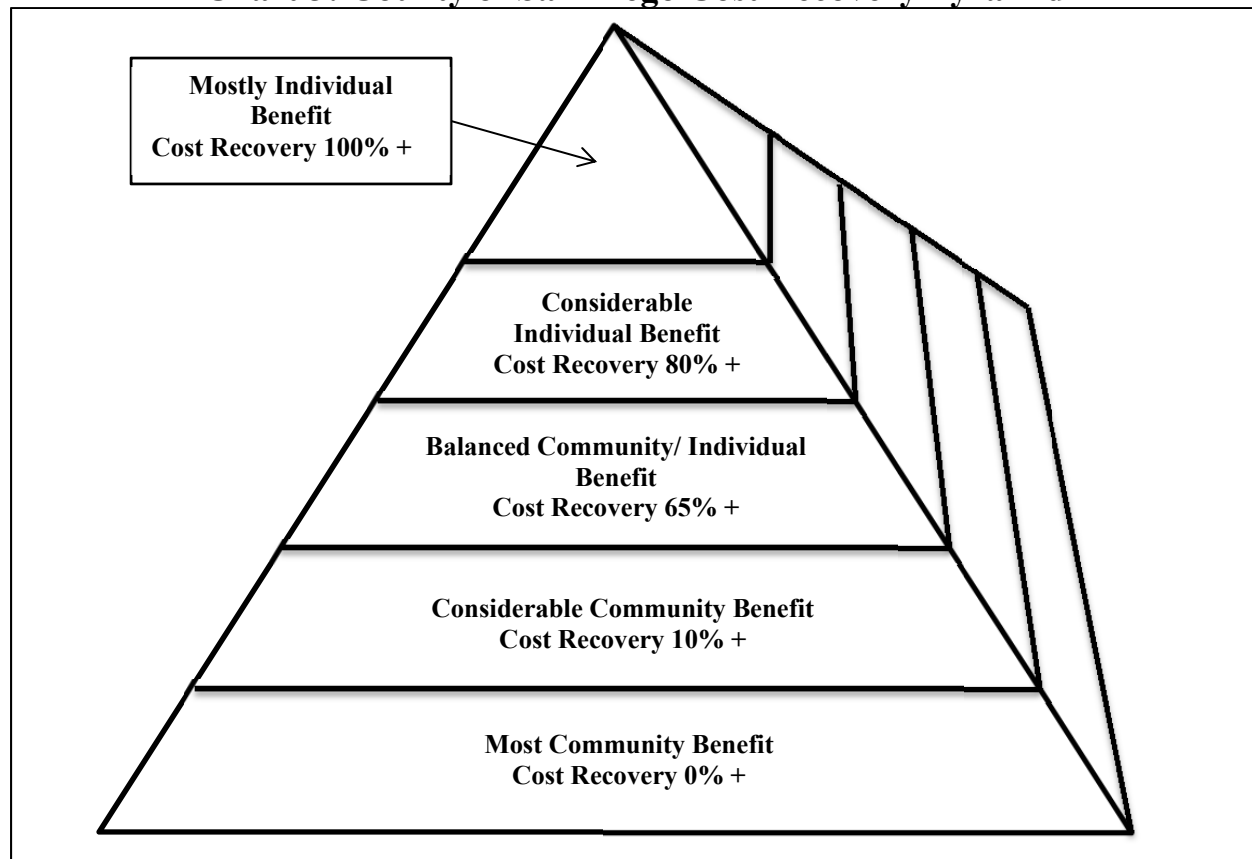 Mostly Individual
Benefit
Cost Recovery 100% +
Considerable
Individual Benefit
Cost Recovery 80% +
Balanced Community/ Individual
Benefit
Cost Recovery 65% +
Considerable Community Benefit
Cost Recovery 10% +
Most Community Benefit
Cost Recovery 0% +